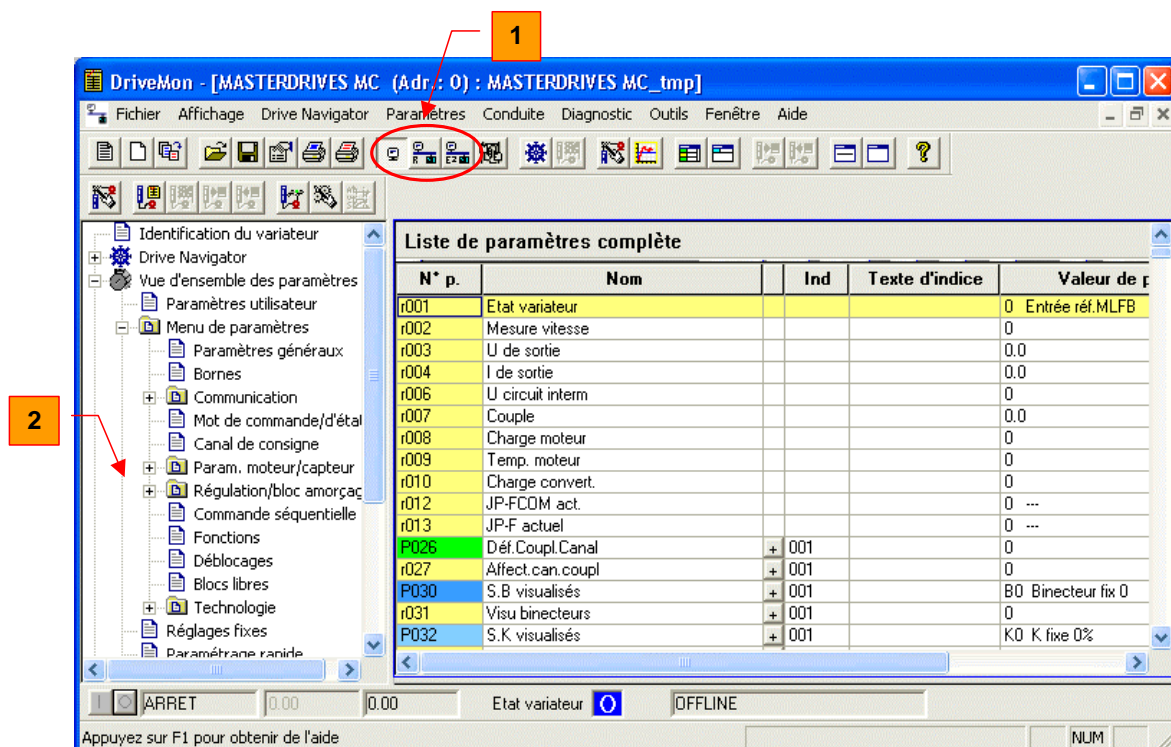 1
DriveMon - [MASTERDRIVES MC (Adr.: 0) : MASTERDRIVES MC_tmp]
Fichier Affichage Drive Navigator Paramètres Conduite Diagnostic Outils Fenêtre Aide
Identification du variateur
Drive Navigator
Vue d'ensemble des paramètres
Paramètres utilisateur
Menu de paramètres
Paramètres généraux
Bornes
Communication
Mot de commande/d'étal
Canal de consigne
Param. moteur/capteur
Régulation/bloc amorçag
Commande séquentielle
Fonctions
Déblocages
Blocs libres
Technologie
Réglages fixes
Paramétrage rapide
2
Liste de paramètres complète
N° p. Nom Ind Texte d'indice Valeur de p
r001 Etat variateur 0 Entrée réf.MLFB
r002 Mesure vitesse 0
r003 U de sortie 0.0
r004 I de sortie 0.0
r006 U circuit interm 0
r007 Couple 0.0
r008 Charge moteur 0
r009 Temp. moteur 0
r010 Charge convert. 0
r012 JP-FCOM act. 0 ---
r013 JP-F actuel 0 ---
P026 Déf.Coupl.Canal + 001 0
r027 Affect.can.coupl + 001 0
P030 S.B visualisés + 001 B0 Binecteur fix 0
r031 Visu binecteurs + 001 0
P032 S.K visualisés + 001 K0 K fixe 0%
ARRET 0.00 0.00 Etat variateur OFFLINE
Appuyez sur F1 pour obtenir de l'aide NUM